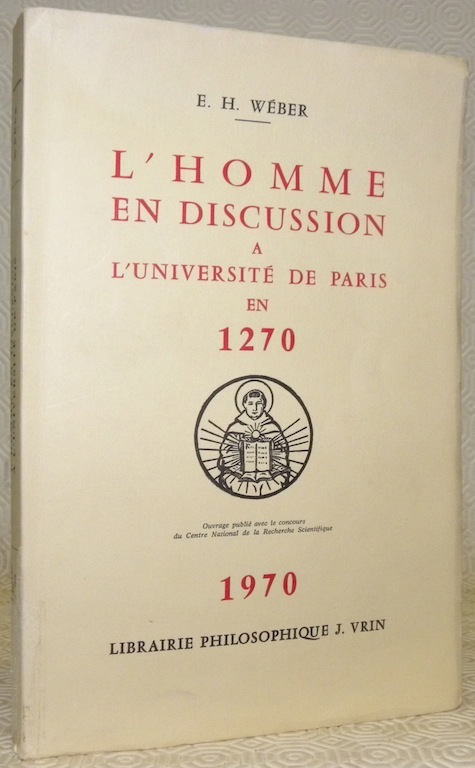 E. H. WÉBER
L'HOMME
EN DISCUSSION
A
L'UNIVERSITÉ DE PARIS
EN
1270
Ouvrage publié avec le concours
du Centre National de la Recherche Scientifique
1970
LIBRAIRIE PHILOSOPHIQUE J. VRIN